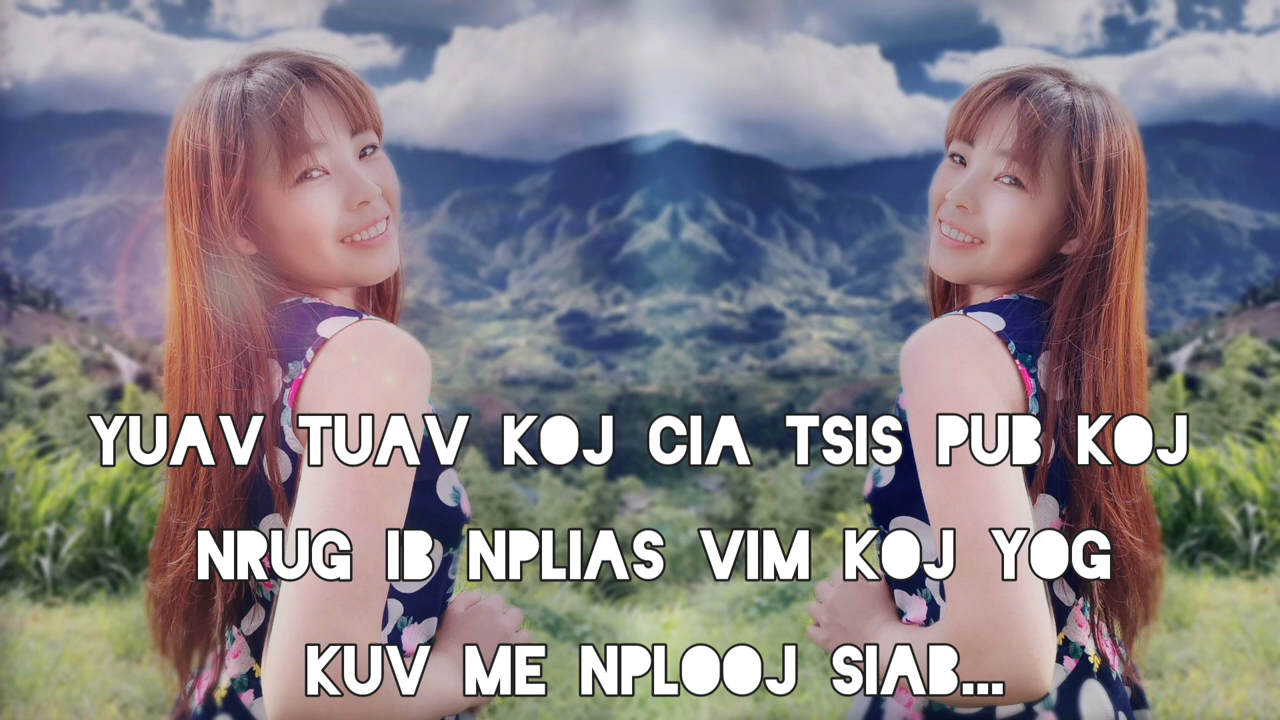 YUAV TUAV KOJ CIA TSIS PUB KOJ
NRUG IB NPLIAS VIM KOJ YOG
KUV ME NPLOOJ SIAB...